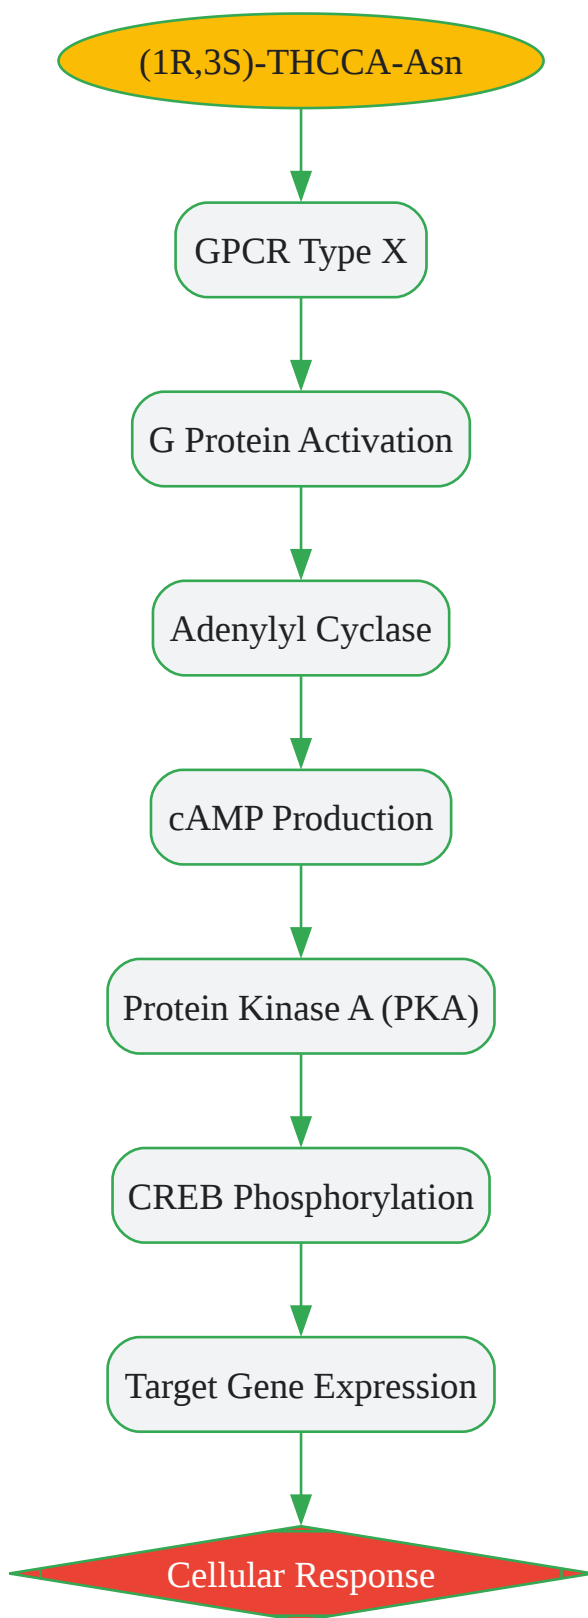 (1R,3S)-THCCA-Asn
GPCR Type X
G Protein Activation
Adenylyl Cyclase
cAMP Production
Protein Kinase A (PKA)
CREB Phosphorylation
Target Gene Expression
Cellular Response